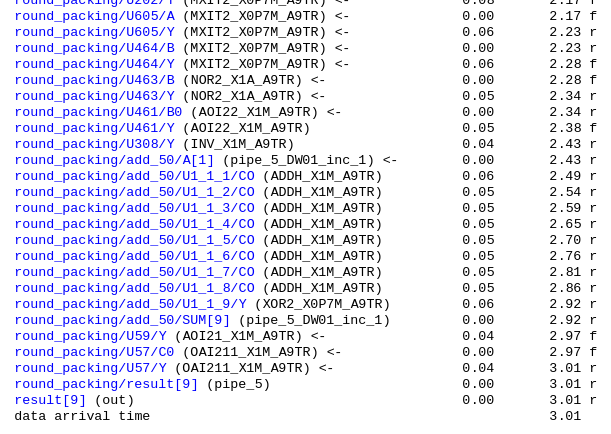 round_packing/U202/Y (MXIT2_X0P7M_A9TR) <- 0.08 2.17 r
round_packing/U605/A (MXIT2_X0P7M_A9TR) <- 0.00 2.17 f
round_packing/U605/Y (MXIT2_X0P7M_A9TR) <- 0.06 2.23 r
round_packing/U464/B (MXIT2_X0P7M_A9TR) <- 0.00 2.23 r
round_packing/U464/Y (MXIT2_X0P7M_A9TR) <- 0.06 2.28 f
round_packing/U463/B (NOR2_X1A_A9TR) <- 0.00 2.28 f
round_packing/U463/Y (NOR2_X1A_A9TR) <- 0.05 2.34 r
round_packing/U461/B0 (AOI22_X1M_A9TR) <- 0.00 2.34 r
round_packing/U461/Y (AOI22_X1M_A9TR) 0.05 2.38 f
round_packing/U308/Y (INV_X1M_A9TR) 0.04 2.43 r
round_packing/add_50/A[1] (pipe_5_DW01_inc_1) <- 0.00 2.43 r
round_packing/add_50/U1_1_1/CO (ADDH_X1M_A9TR) 0.06 2.49 r
round_packing/add_50/U1_1_2/CO (ADDH_X1M_A9TR) 0.05 2.54 r
round_packing/add_50/U1_1_3/CO (ADDH_X1M_A9TR) 0.05 2.59 r
round_packing/add_50/U1_1_4/CO (ADDH_X1M_A9TR) 0.05 2.65 r
round_packing/add_50/U1_1_5/CO (ADDH_X1M_A9TR) 0.05 2.70 r
round_packing/add_50/U1_1_6/CO (ADDH_X1M_A9TR) 0.05 2.76 r
round_packing/add_50/U1_1_7/CO (ADDH_X1M_A9TR) 0.05 2.81 r
round_packing/add_50/U1_1_8/CO (ADDH_X1M_A9TR) 0.05 2.86 r
round_packing/add_50/U1_1_9/Y (XOR2_X0P7M_A9TR) 0.06 2.92 r
round_packing/add_50/SUM[9] (pipe_5_DW01_inc_1) 0.00 2.92 r
round_packing/U59/Y (AOI21_X1M_A9TR) <- 0.04 2.97 f
round_packing/U57/C0 (OAI211_X1M_A9TR) <- 0.00 2.97 f
round_packing/U57/Y (OAI211_X1M_A9TR) <- 0.04 3.01 r
round_packing/result[9] (pipe_5) 0.00 3.01 r
result[9] (out) 0.00 3.01 r
data arrival time 3.01